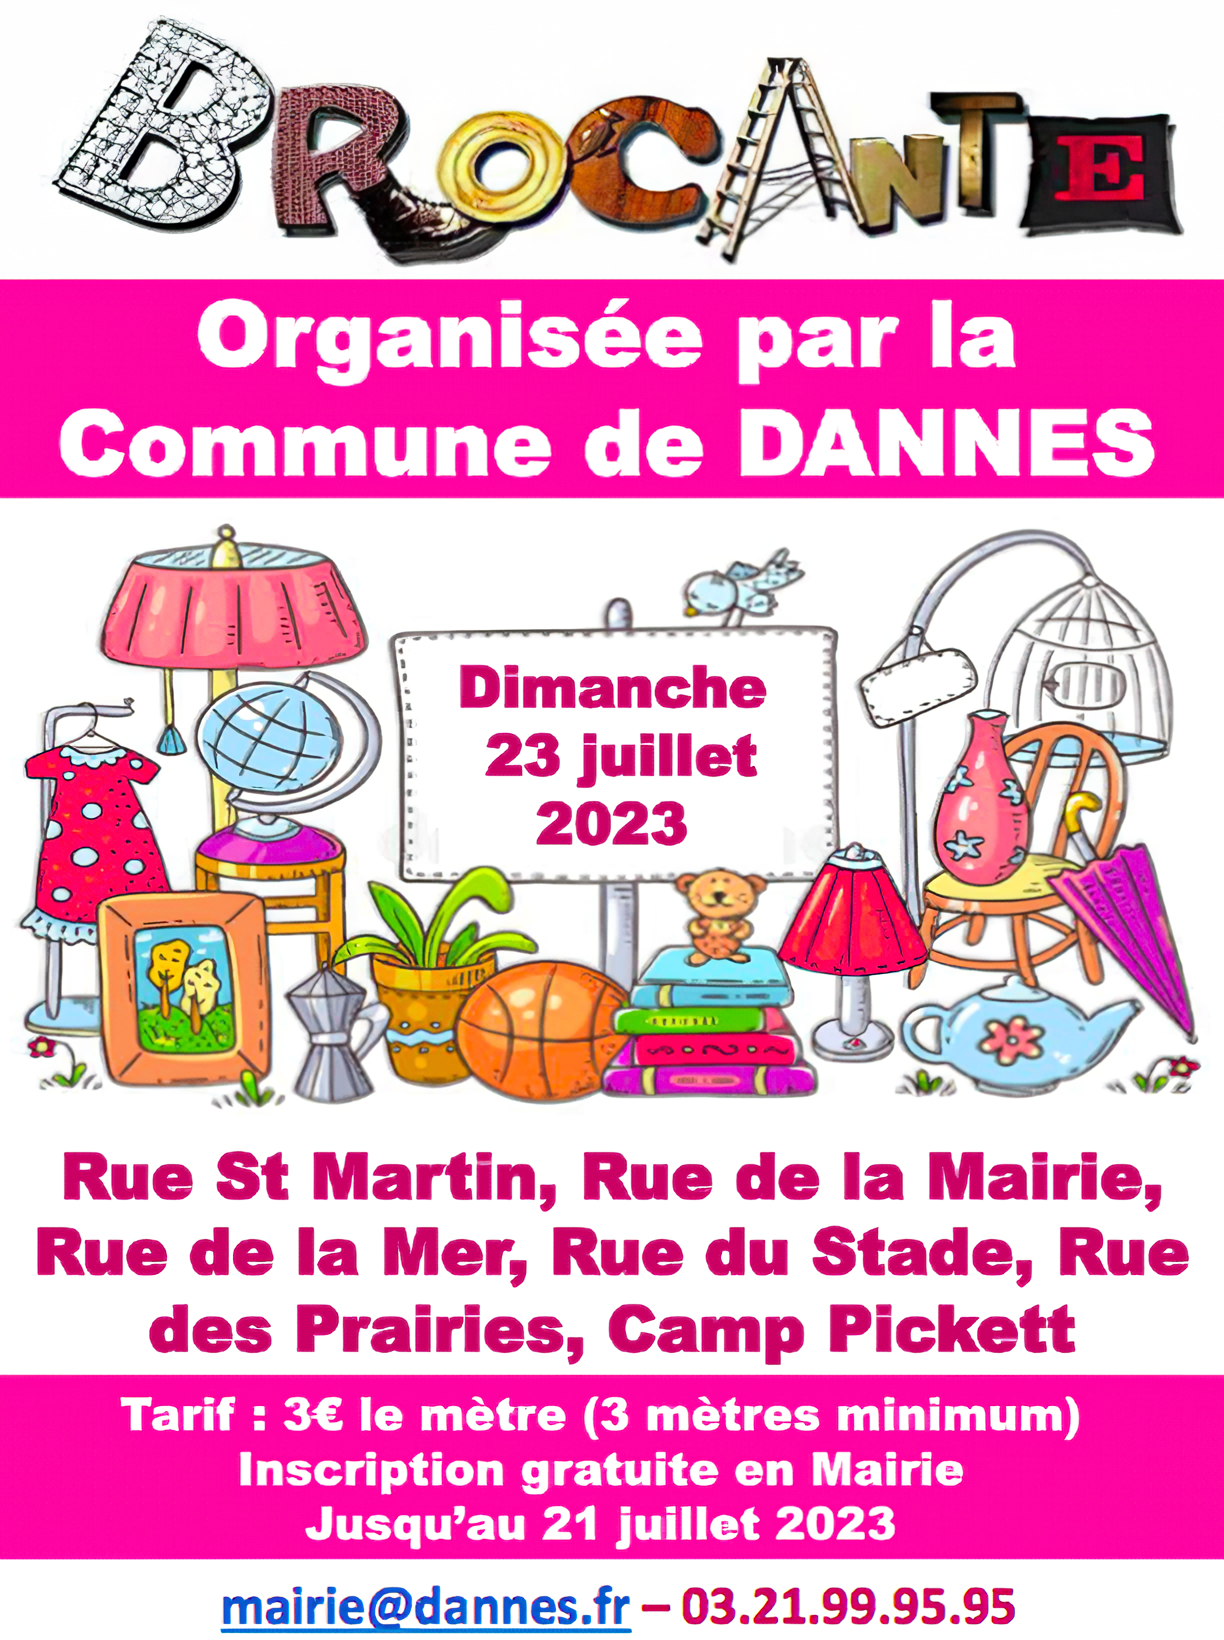 BROCANTE
Organisée par la
Commune de DANNES
Dimanche
23 juillet
2023
Rue St Martin, Rue de la Mairie,
Rue de la Mer, Rue du Stade, Rue
des Prairies, Camp Pickett
Tarif : 3€ le mètre (3 mètres minimum)
Inscription gratuite en Mairie
Jusqu’au 21 juillet 2023
mairie@dannes.fr – 03.21.99.95.95